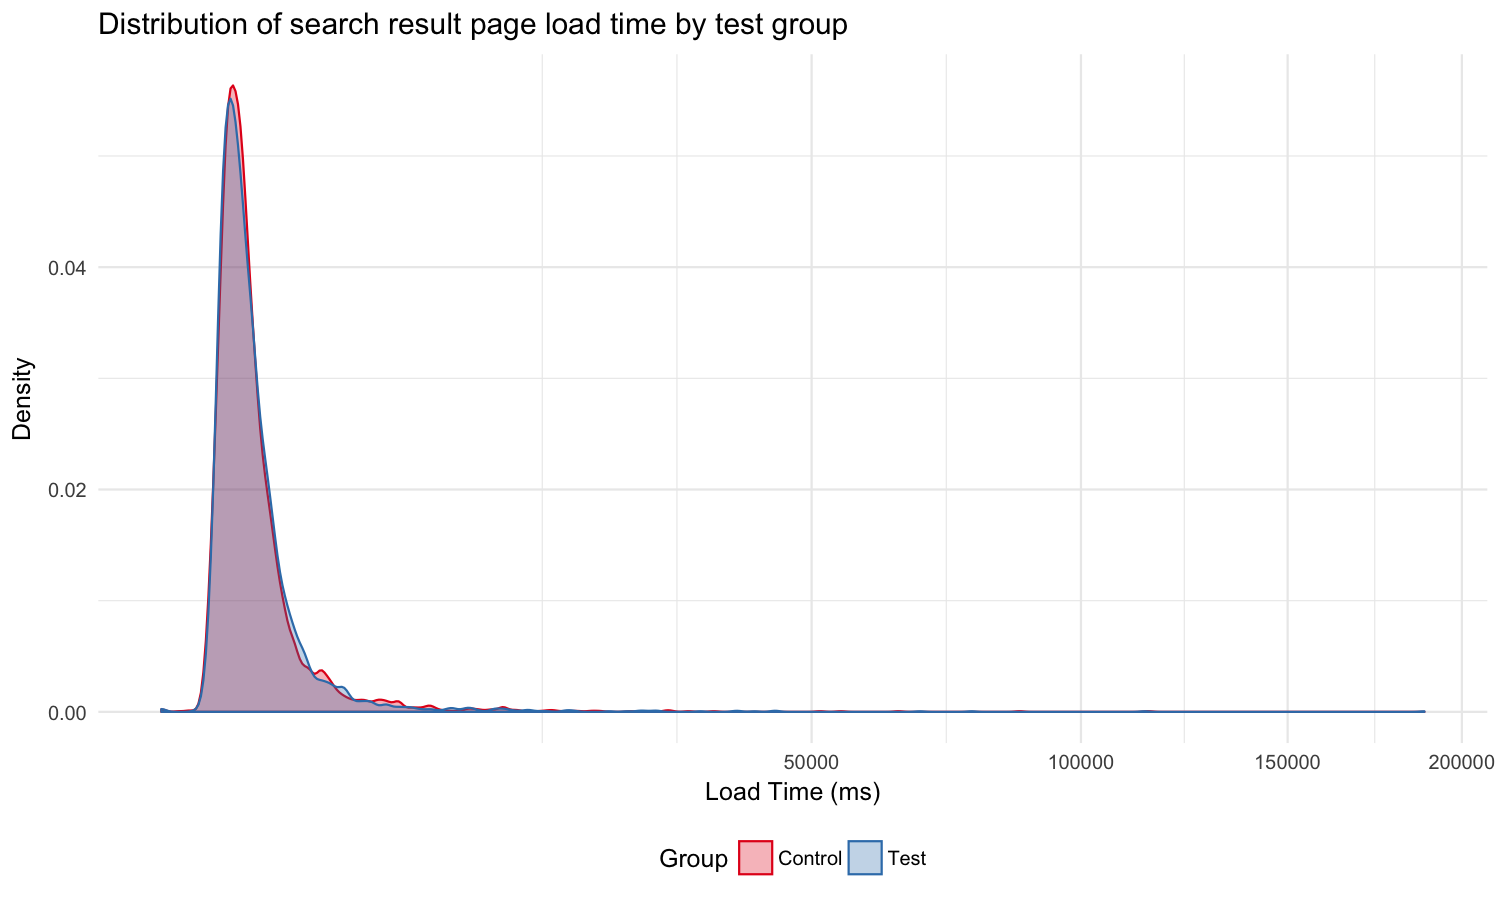 Distribution of search result page load time by test group
Density
0.04
0.02
0.00
50000 100000 150000 200000
Load Time (ms)
Group Control Test